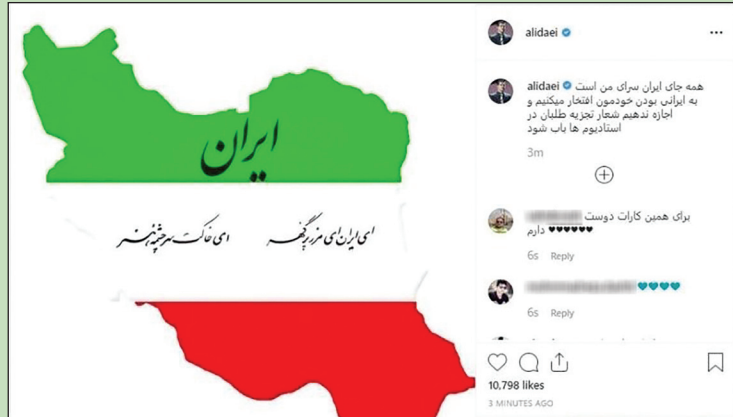 ایران
ای ایران ای مرز پرگهر
ای خاکت سرچشمه هنر
alidaei
alidaei همه جای ایران سرای من است
به ایرانی بودن خودمون افتخار میکنیم و
اجازه ندهیم شعار تجزیه طلبان در
استادیوم ها باب شود
3m
برای همین کارات دوست
دارم ♥♥♥♥♥♥
6s Reply
6s Reply
10,798 likes
3 MINUTES AGO